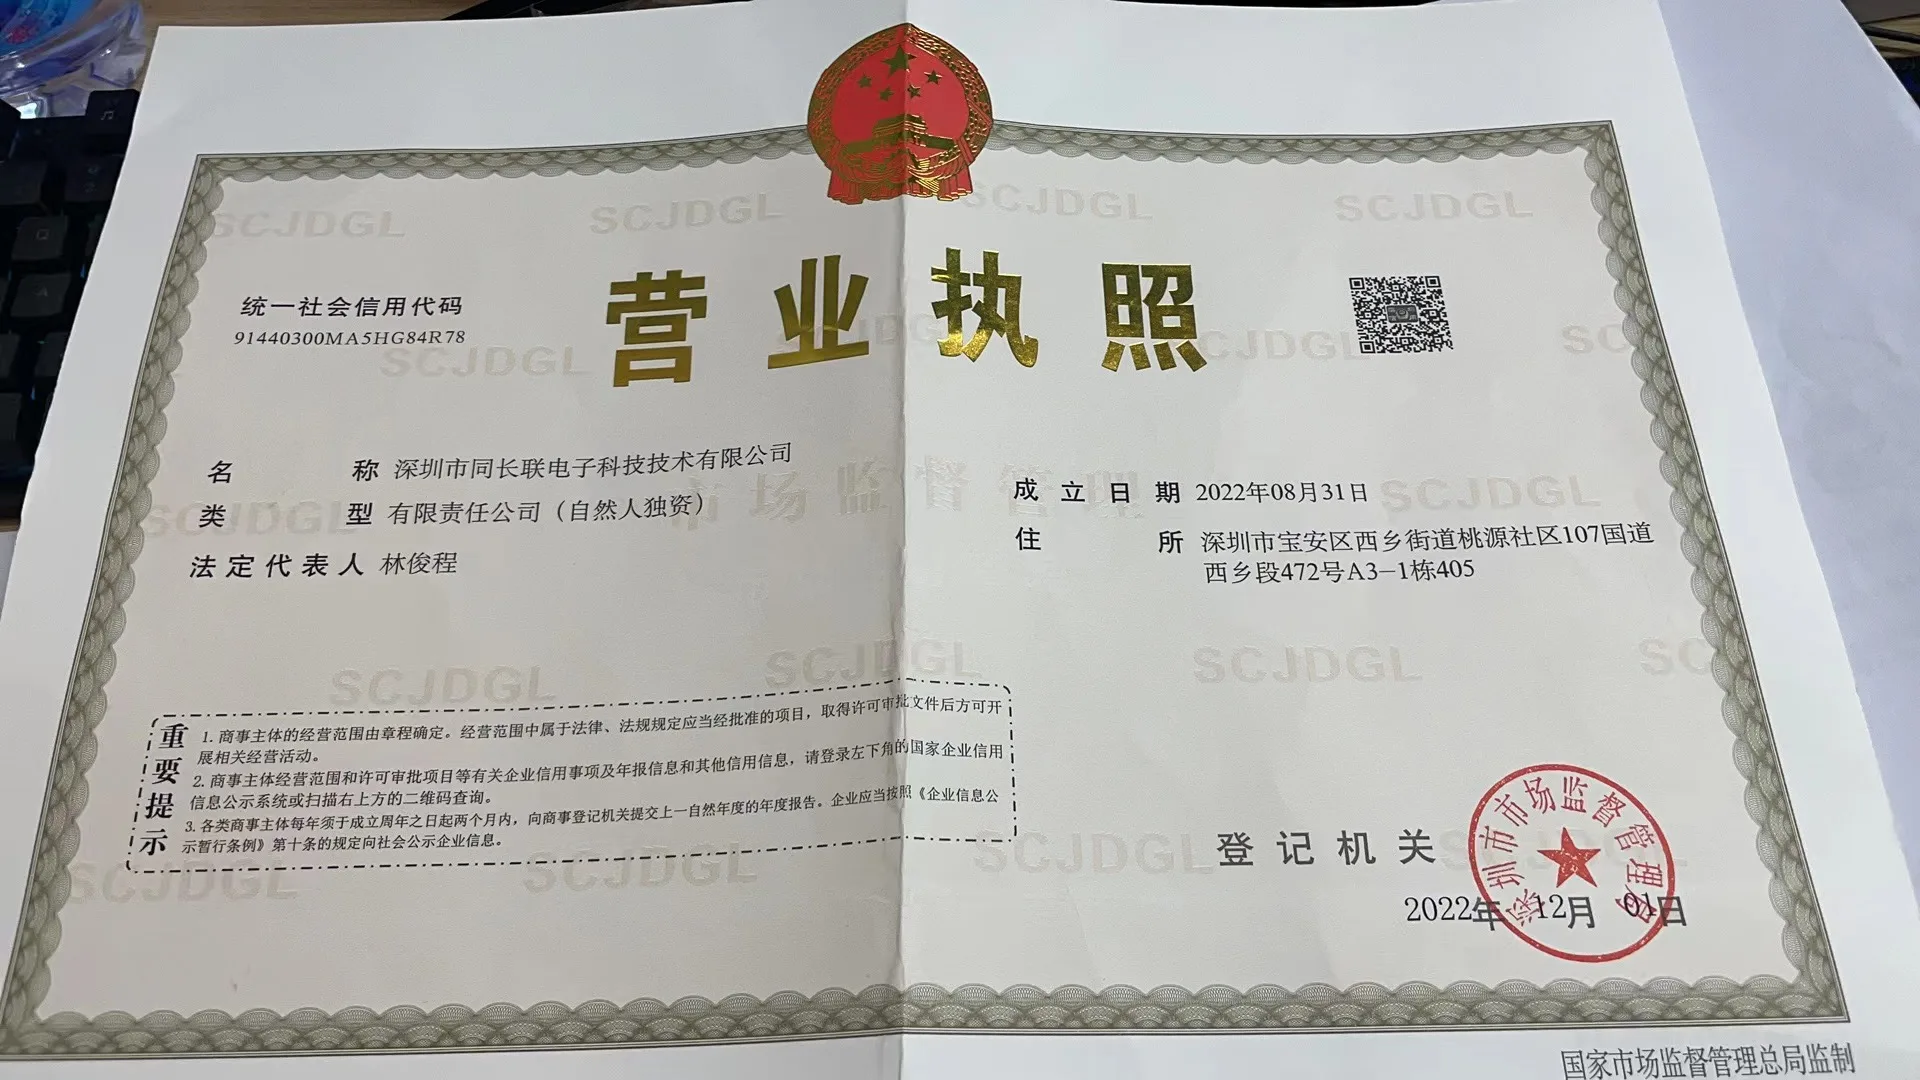 营业执照
统一社会信用代码
91440300MA5HG84R78
名 称 深圳市同长联电子科技技术有限公司
类 型 有限责任公司（自然人独资）
法定代表人 林俊程
成立日期 2022年08月31日
住 所 深圳市宝安区西乡街道桃源社区107国道
西乡段472号A3-1栋405
重要提示
1. 商事主体的经营范围由章程确定。经营范围中属于法律、法规规定应当经批准的项目，取得许可审批文件后方可开
展相关经营活动。
2. 商事主体经营范围和许可审批项目等有关企业信用事项及年报信息和其他信用信息，请登录左下角的国家企业信用
信息公示系统或扫描右上方的二维码查询。
3. 各类商事主体每年须于成立周年之日起两个月内，向商事登记机关提交上一自然年度的年度报告。企业应当按照《企业信息公
示暂行条例》第十条的规定向社会公示企业信息。
登记机关
深圳市市场监督管理局
2022年12月01日
国家市场监督管理总局监制
SCJDGL
市场监督管理